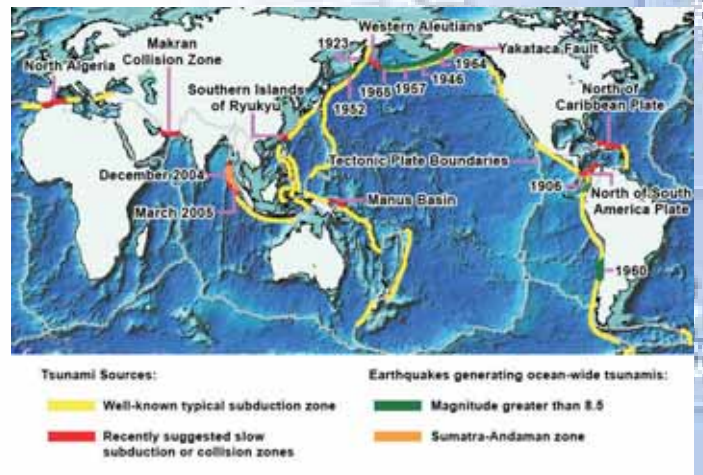 Western Aleutians
1923
Makran
Collision Zone
Yakataca Fault
North Algeria
1964
1946
1957
1965
Southern Islands
of Ryukyu
1952
North of
Caribbean Plate
Tectonic Plate Boundaries
December 2004
1906
Manus Basin
North of South
America Plate
March 2005
1960
Tsunami Sources:
Well-known typical subduction zone
Recently suggested slow
subduction or collision zones
Earthquakes generating ocean-wide tsunamis:
Magnitude greater than 8.5
Sumatra-Andaman zone